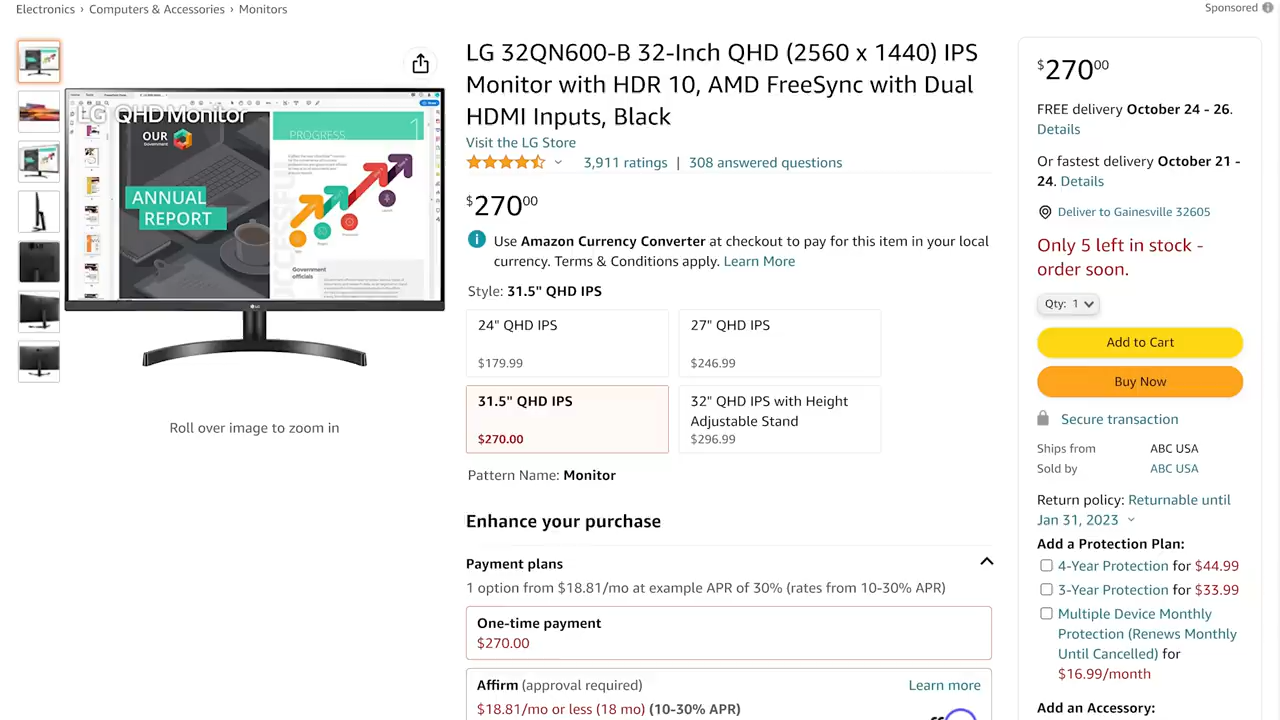 Electronics › Computers & Accessories › Monitors
Sponsored
LG QHD Monitor
OUR
Government
ANNUAL
REPORT
PROGRESS
1
Government
officials
LG
Roll over image to zoom in
LG 32QN600-B 32-Inch QHD (2560 x 1440) IPS
Monitor with HDR 10, AMD FreeSync with Dual
HDMI Inputs, Black
Visit the LG Store
3,911 ratings | 308 answered questions
$27000
Use Amazon Currency Converter at checkout to pay for this item in your local
currency. Terms & Conditions apply. Learn More
Style: 31.5" QHD IPS
24" QHD IPS
$179.99
27" QHD IPS
$246.99
31.5" QHD IPS
$270.00
32" QHD IPS with Height
Adjustable Stand
$296.99
Pattern Name: Monitor
Enhance your purchase
Payment plans
1 option from $18.81/mo at example APR of 30% (rates from 10-30% APR)
One-time payment
$270.00
Affirm (approval required)
Learn more
$18.81/mo or less (18 mo) (10-30% APR)
$27000
FREE delivery October 24 - 26.
Details
Or fastest delivery October 21 -
24. Details
Deliver to Gainesville 32605
Only 5 left in stock -
order soon.
Qty: 1
Add to Cart
Buy Now
Secure transaction
Ships from ABC USA
Sold by ABC USA
Return policy: Returnable until
Jan 31, 2023
Add a Protection Plan:
4-Year Protection for $44.99
3-Year Protection for $33.99
Multiple Device Monthly
Protection (Renews Monthly
Until Cancelled) for
$16.99/month
Add an Accessory: